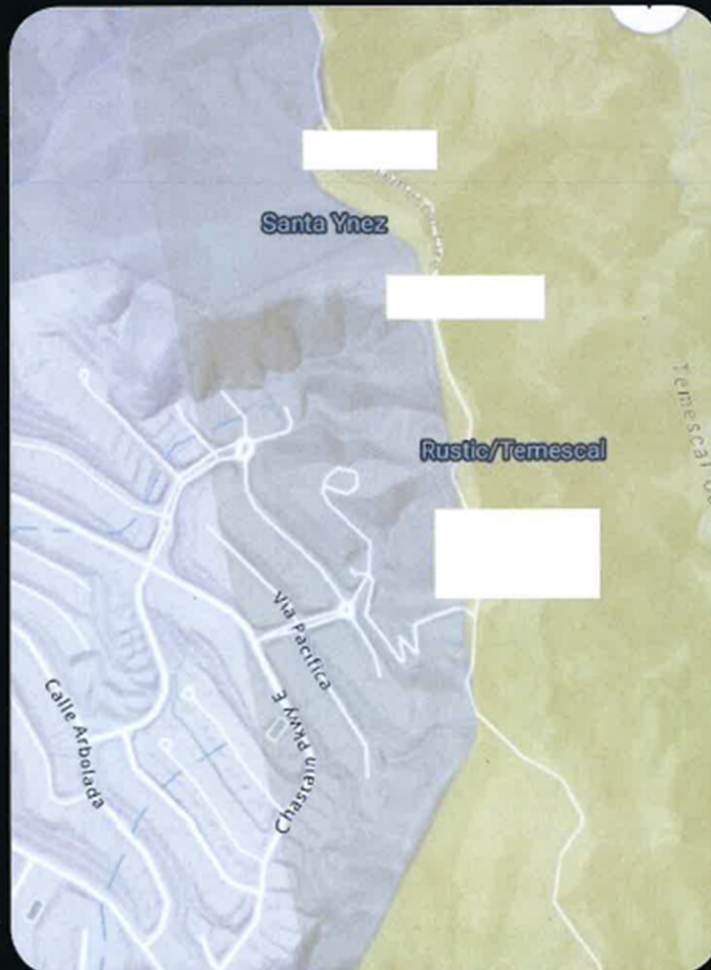 Santa Ynez
Rustic/Temescal
Via Pacifica
Calle Arbolada
Chastain Pkwy E